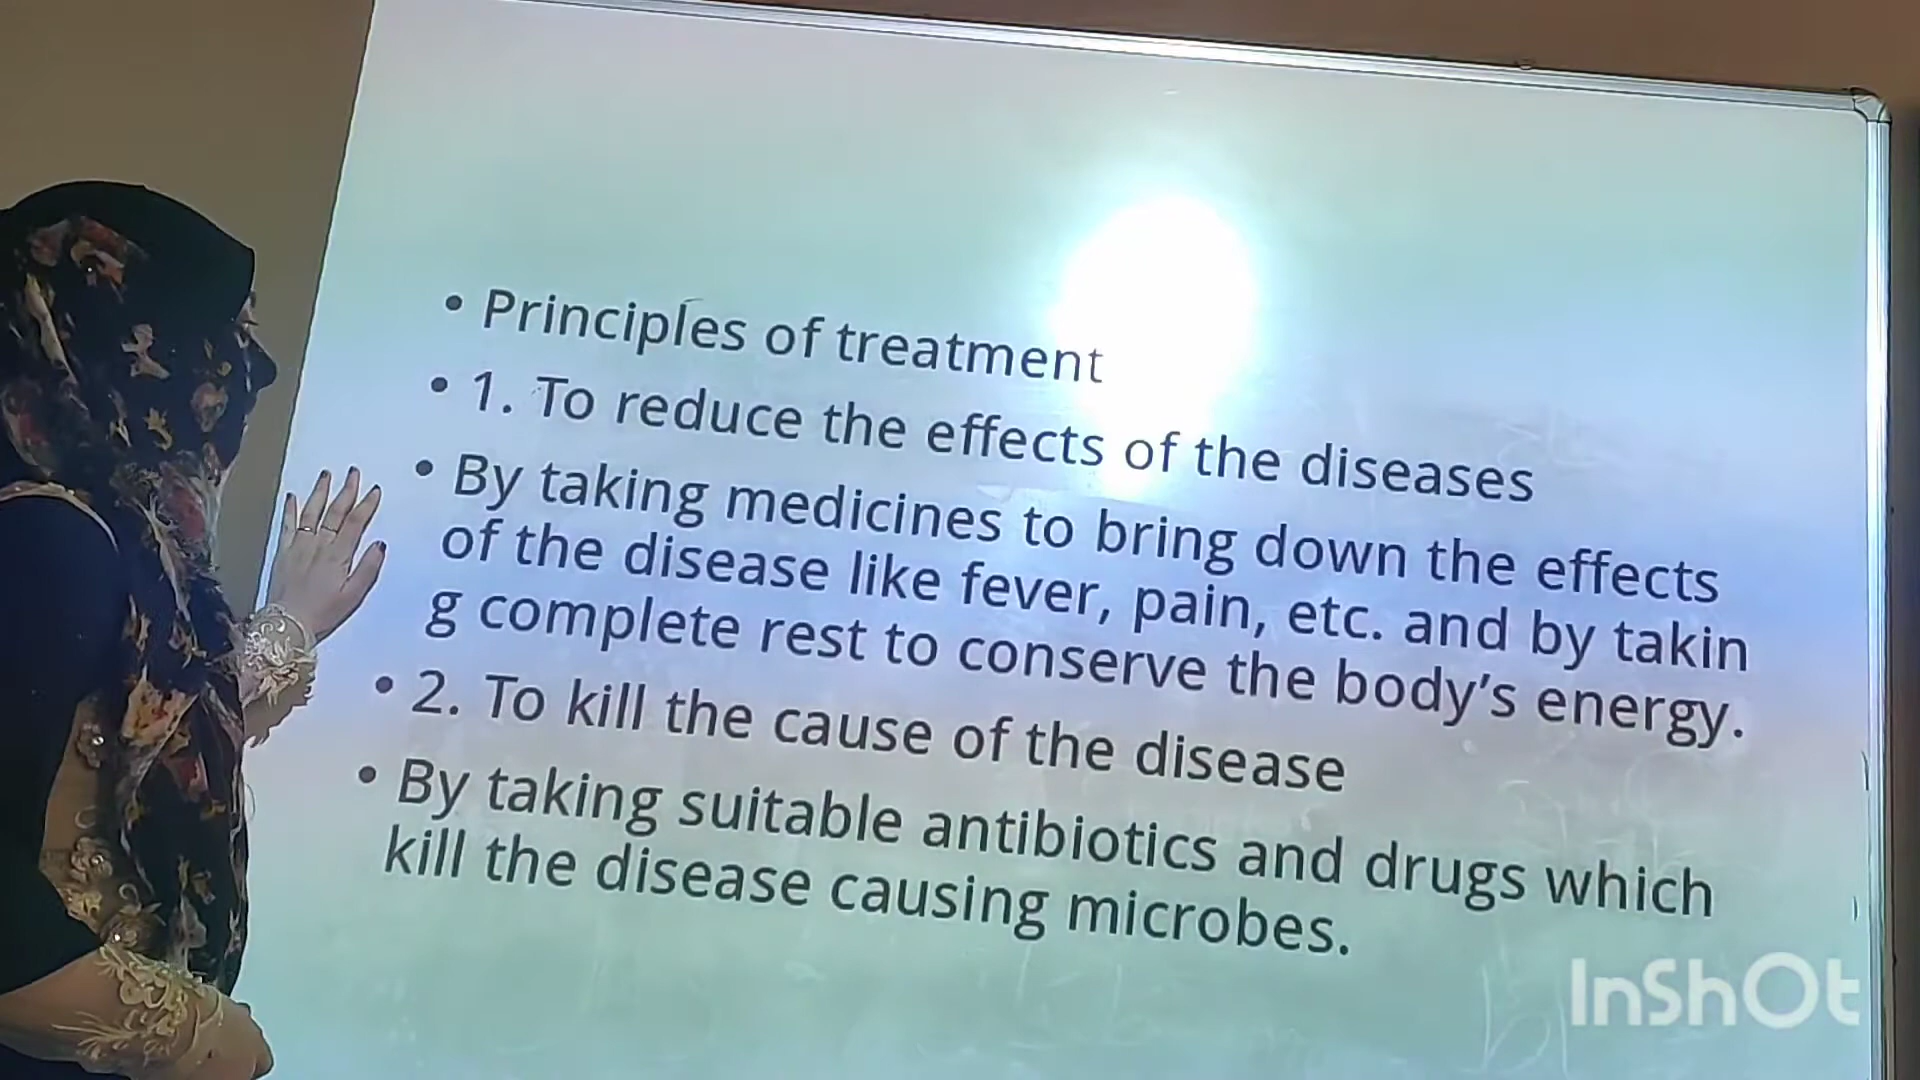 • Principles of treatment
• 1. To reduce the effects of the diseases
• By taking medicines to bring down the effects
of the disease like fever, pain, etc. and by takin
g complete rest to conserve the body’s energy.
• 2. To kill the cause of the disease
• By taking suitable antibiotics and drugs which
kill the disease causing microbes.
InShOt